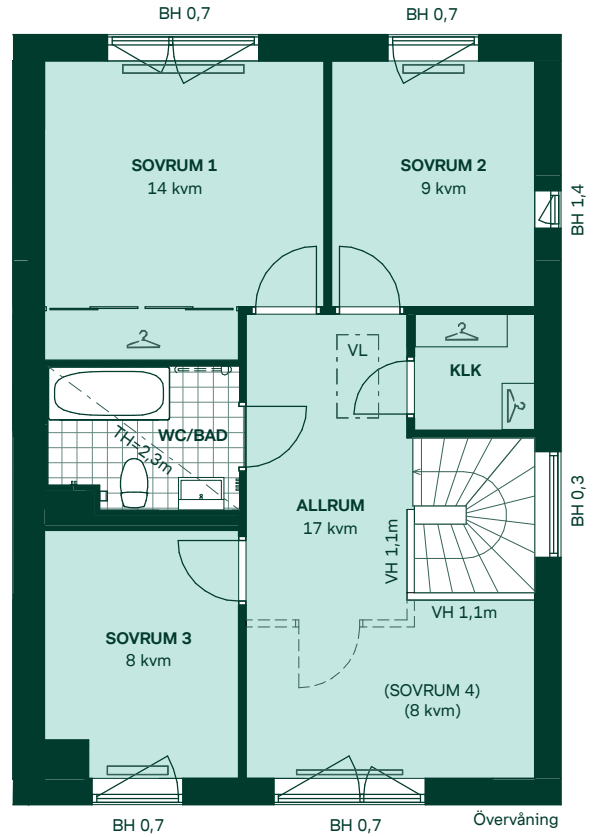 BH 0,7
BH 0,7
SOVRUM 1
14 kvm
SOVRUM 2
9 kvm
BH 1,4
VL
KLK
WC/BAD
TH=2,3m
ALLRUM
17 kvm
BH 0,3
VH 1,1m
VH 1,1m
SOVRUM 3
8 kvm
(SOVRUM 4)
(8 kvm)
BH 0,7
BH 0,7
Övervåning